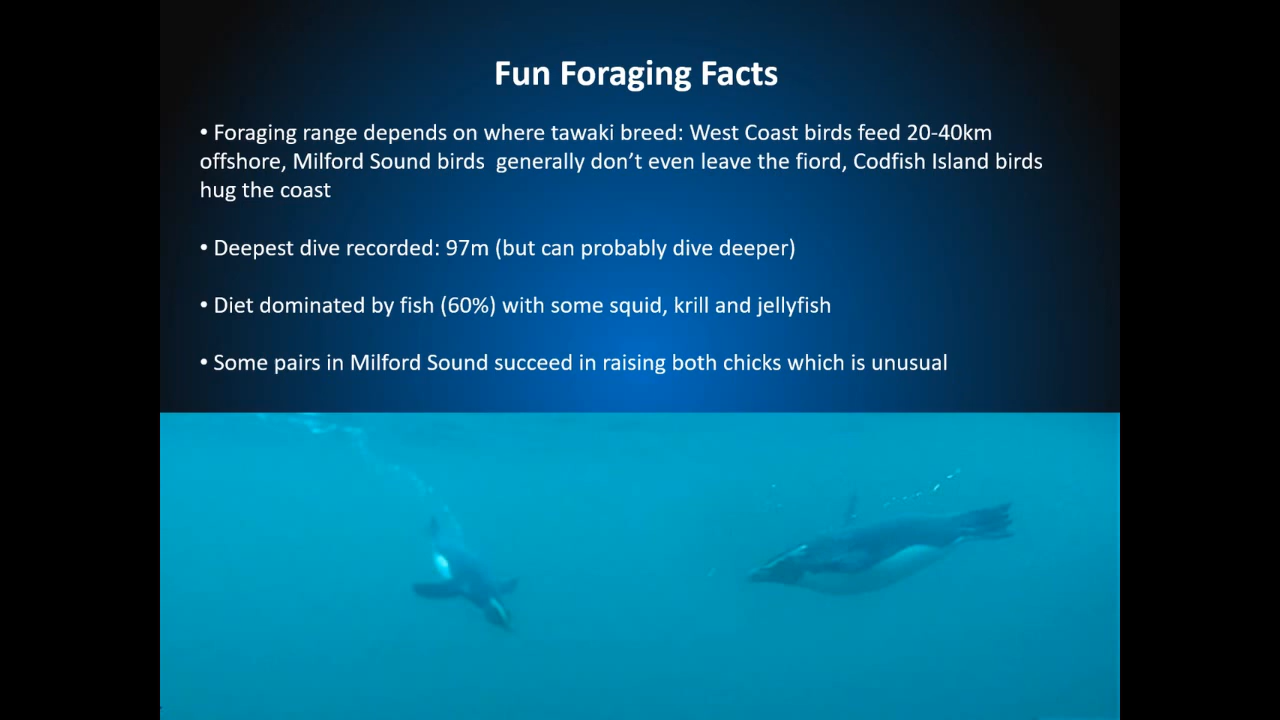 Fun Foraging Facts
• Foraging range depends on where tawaki breed: West Coast birds feed 20-40km
offshore, Milford Sound birds  generally don’t even leave the fiord, Codfish Island birds
hug the coast
• Deepest dive recorded: 97m (but can probably dive deeper)
• Diet dominated by fish (60%) with some squid, krill and jellyfish
• Some pairs in Milford Sound succeed in raising both chicks which is unusual